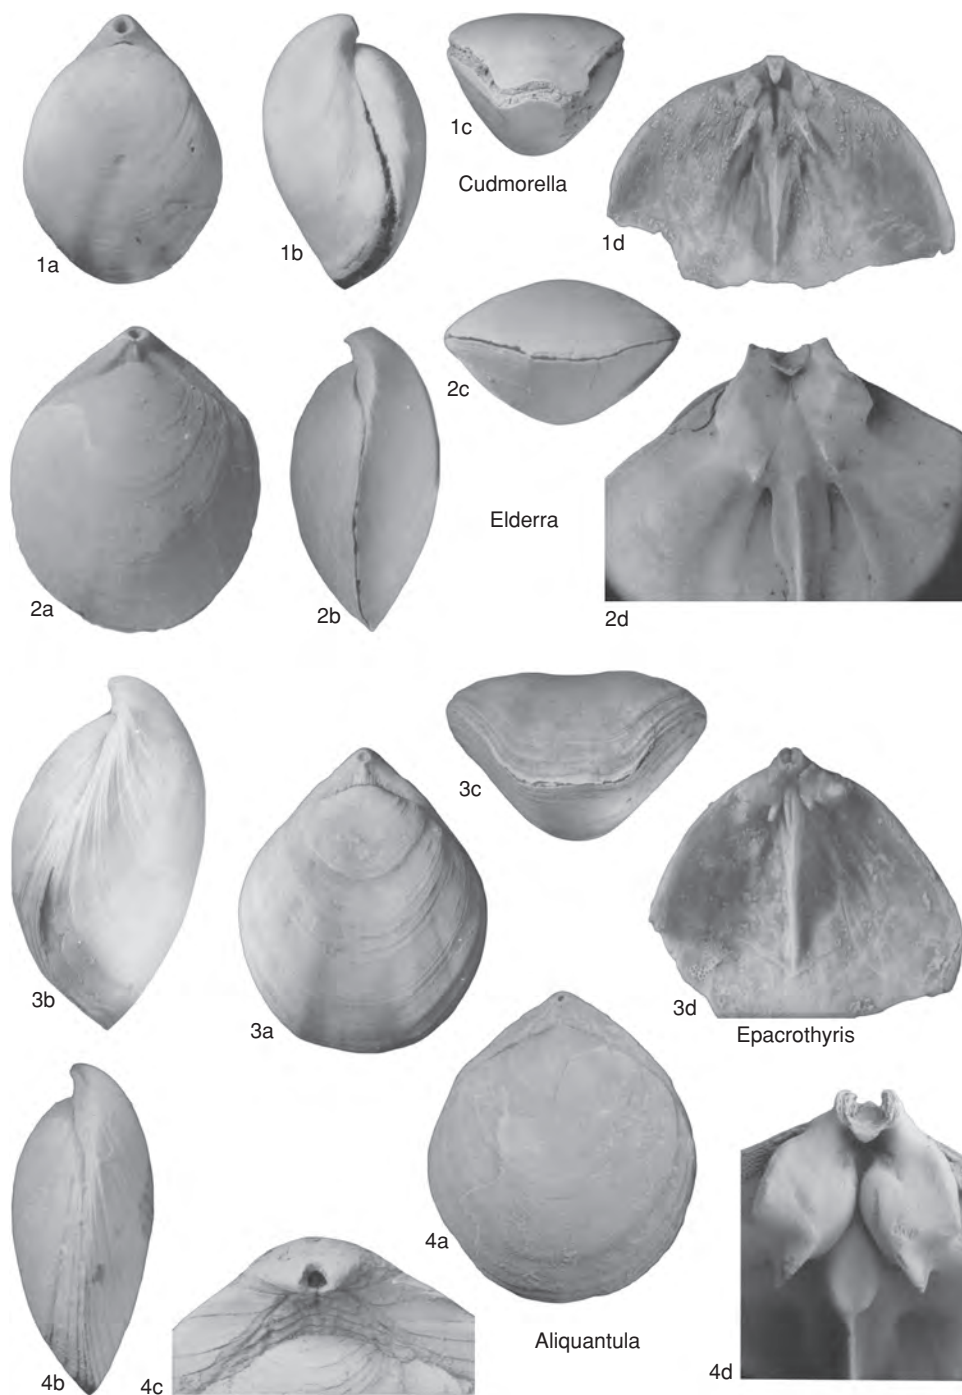 1a
1b
1c
Cudmorella
1d
2a
2b
2c
Elderra
2d
3b
3a
3c
3d
Epacrothyris
4b
4c
4a
Aliquantula
4d